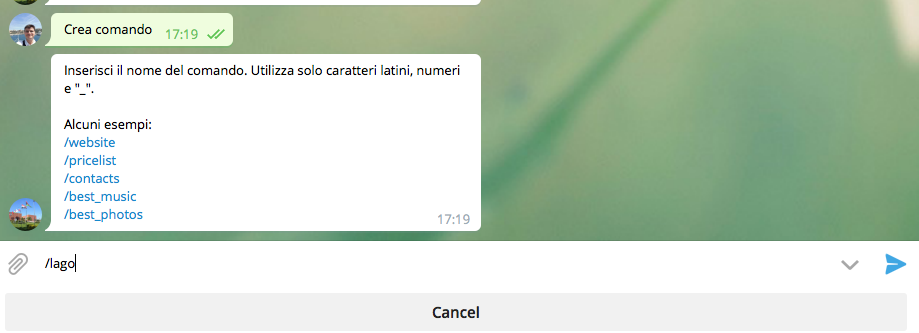 Crea comando 17:19
Inserisci il nome del comando. Utilizza solo caratteri latini, numeri
e "_".
Alcuni esempi:
/website
/pricelist
/contacts
/best_music
/best_photos
17:19
/lago
Cancel